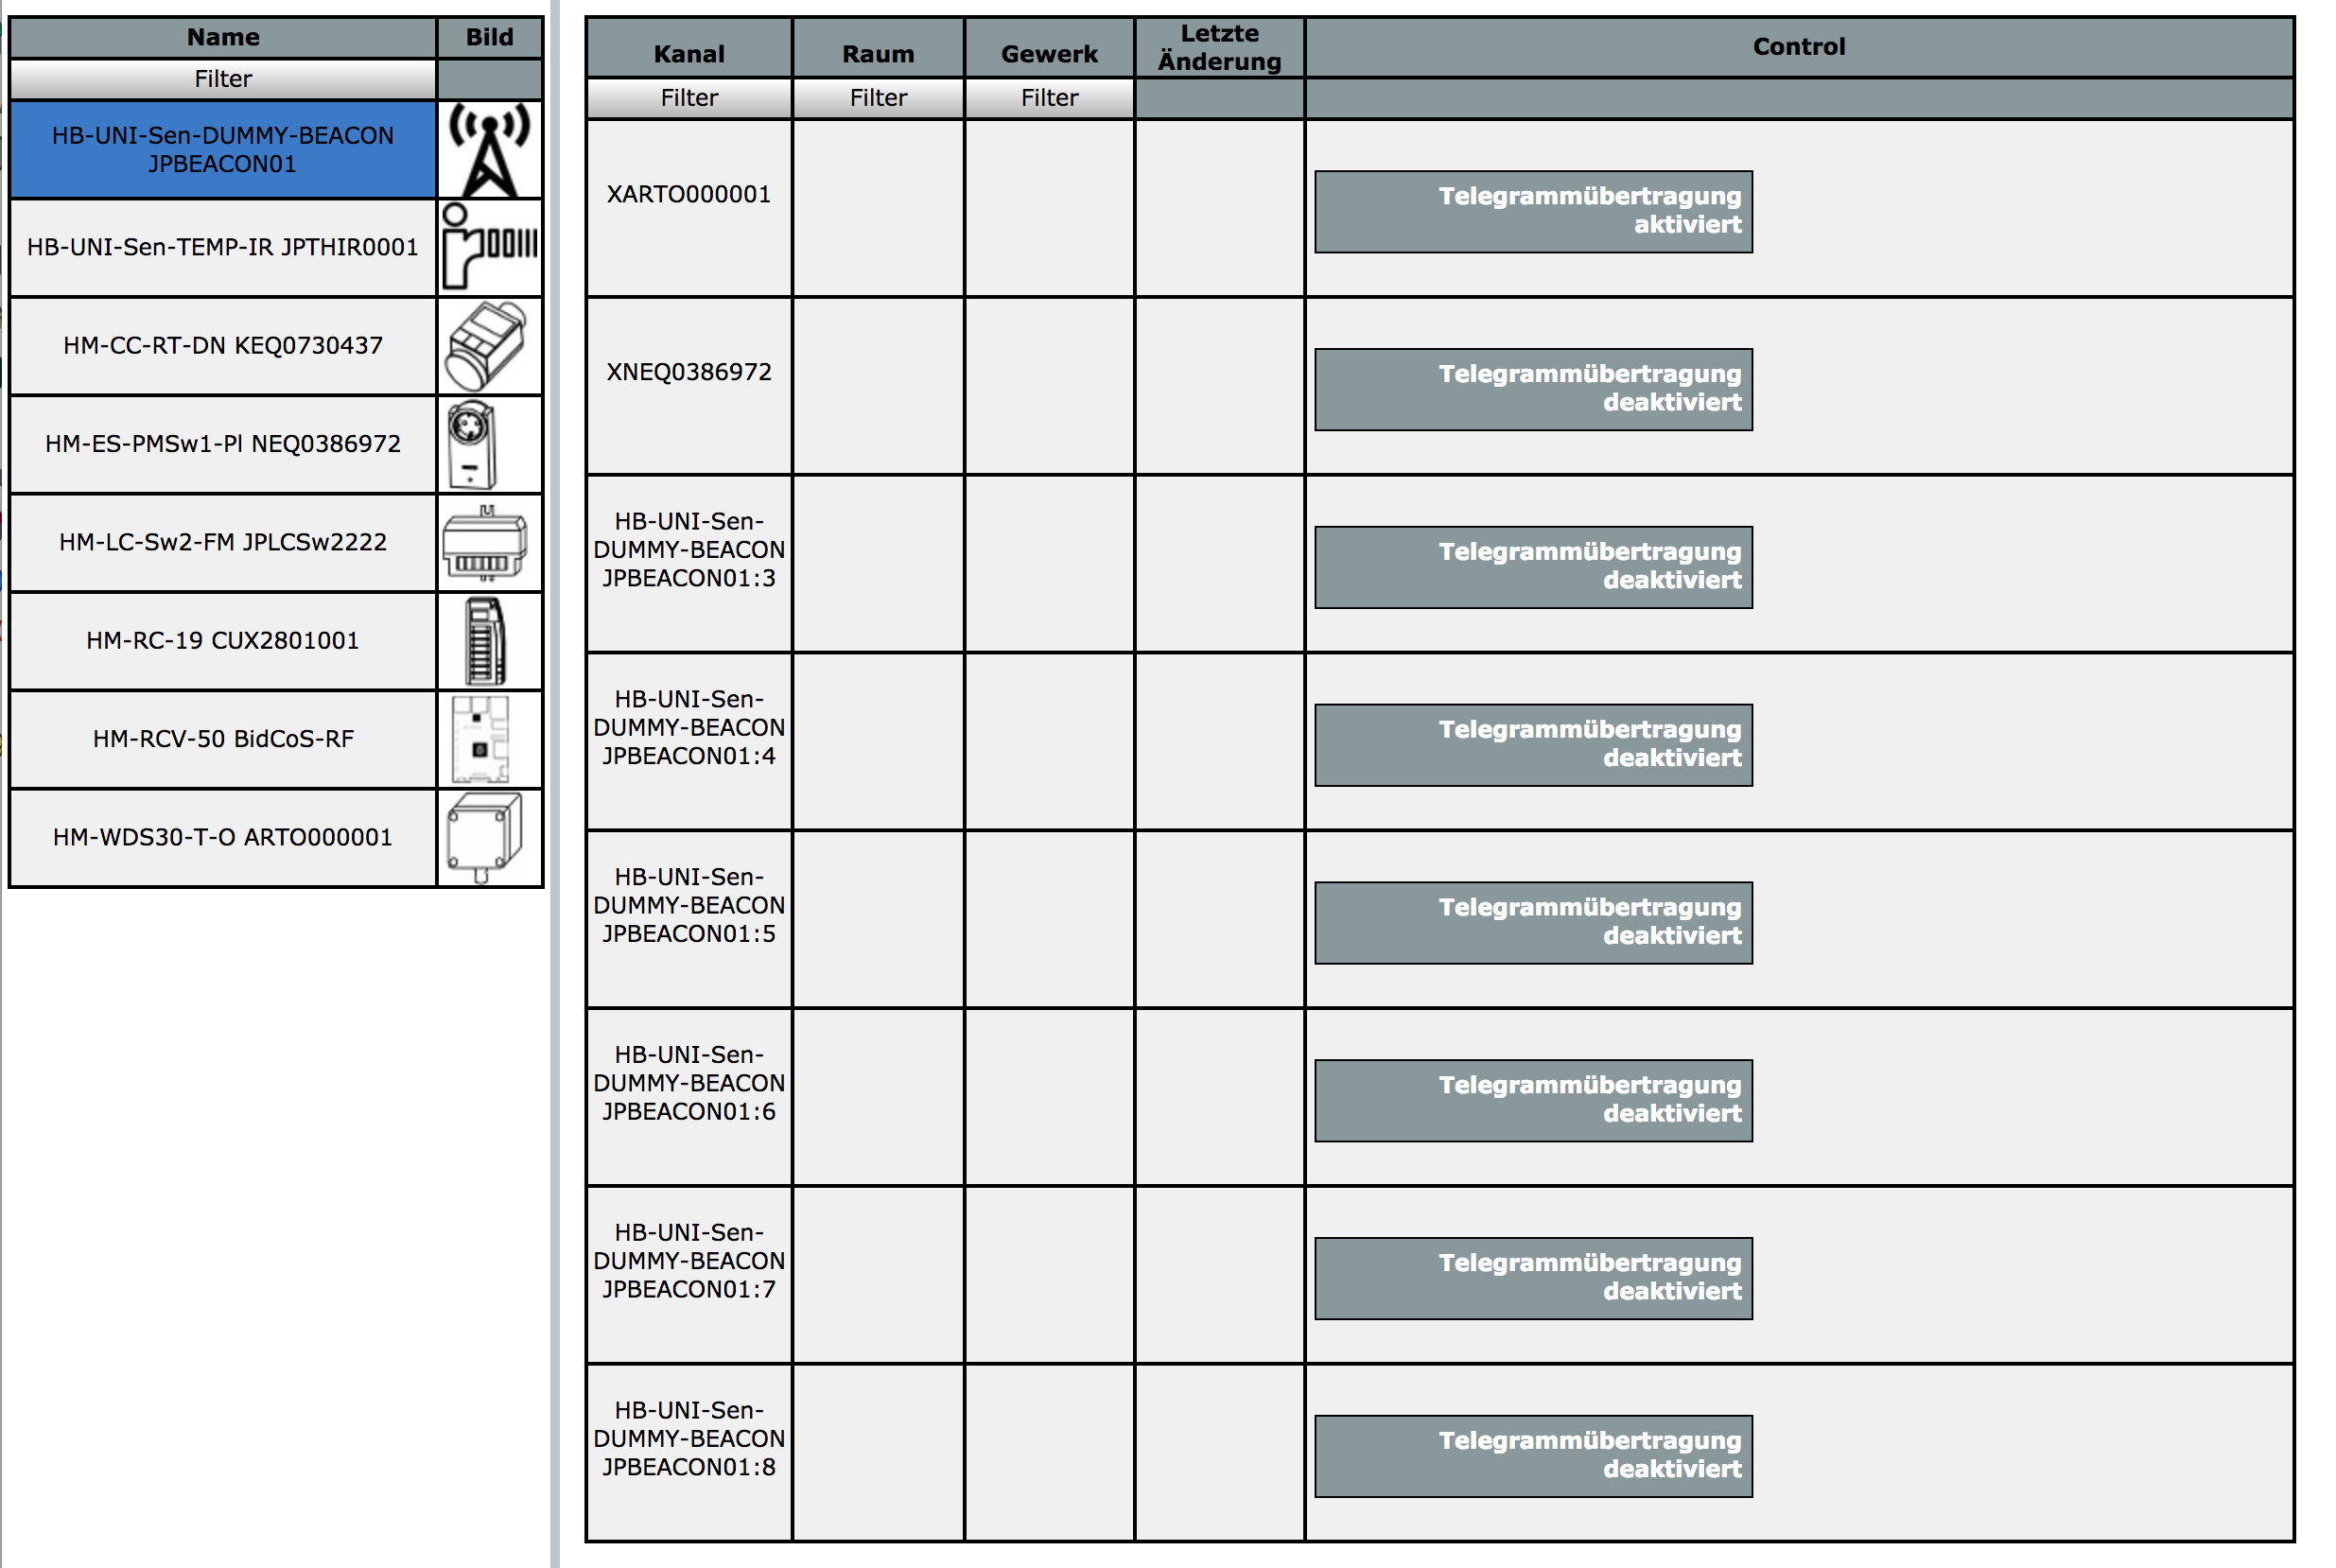 Name
Bild
Filter
HB-UNI-Sen-DUMMY-BEACON
JPBEACON01
HB-UNI-Sen-TEMP-IR JPTHIR0001
HM-CC-RT-DN KEQ0730437
HM-ES-PMSw1-Pl NEQ0386972
HM-LC-Sw2-FM JPLCSw2222
HM-RC-19 CUX2801001
HM-RCV-50 BidCoS-RF
HM-WDS30-T-O ARTO000001
Kanal
Raum
Gewerk
Letzte
Änderung
Control
Filter
Filter
Filter
XARTO000001
Telegrammübertragung
aktiviert
XNEQ0386972
Telegrammübertragung
deaktiviert
HB-UNI-Sen-
DUMMY-BEACON
JPBEACON01:3
Telegrammübertragung
deaktiviert
HB-UNI-Sen-
DUMMY-BEACON
JPBEACON01:4
Telegrammübertragung
deaktiviert
HB-UNI-Sen-
DUMMY-BEACON
JPBEACON01:5
Telegrammübertragung
deaktiviert
HB-UNI-Sen-
DUMMY-BEACON
JPBEACON01:6
Telegrammübertragung
deaktiviert
HB-UNI-Sen-
DUMMY-BEACON
JPBEACON01:7
Telegrammübertragung
deaktiviert
HB-UNI-Sen-
DUMMY-BEACON
JPBEACON01:8
Telegrammübertragung
deaktiviert